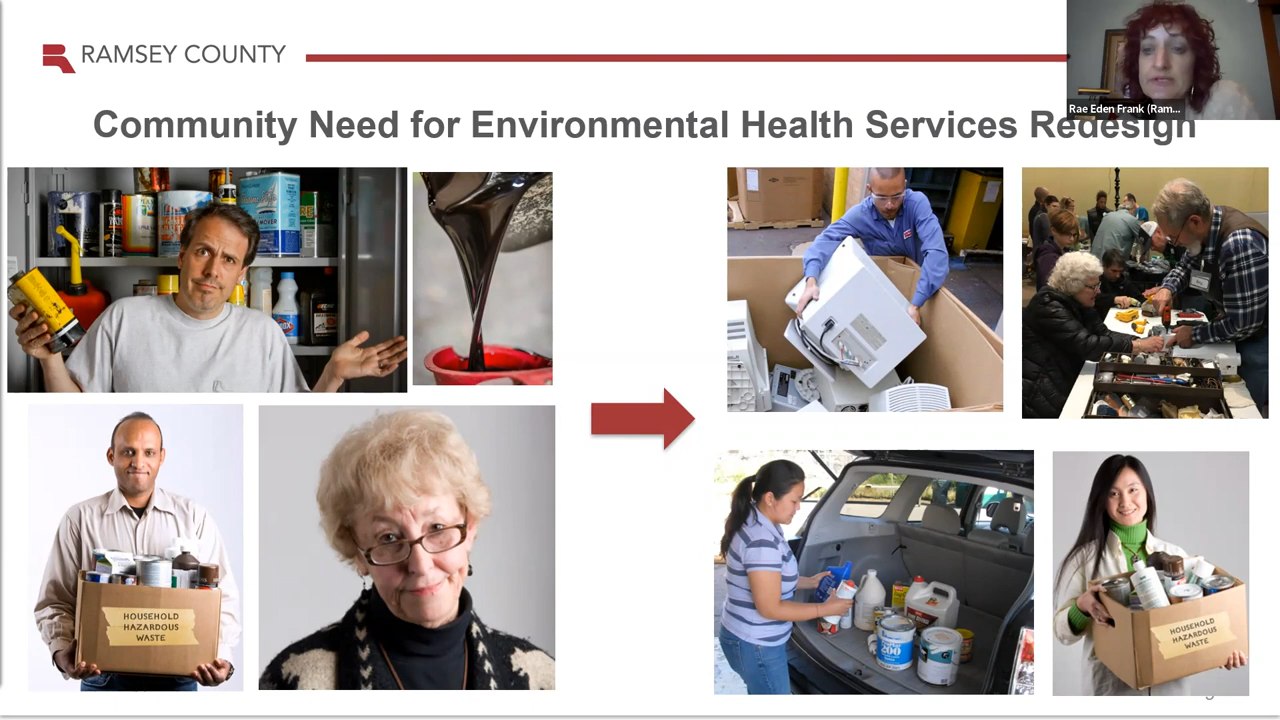 RAMSEY COUNTY
Rae Eden Frank (Ram...
Community Need for Environmental Health Services Redesign
HOUSEHOLD
HAZARDOUS
WASTE
200
HOUSEHOLD
HAZARDOUS
WASTE